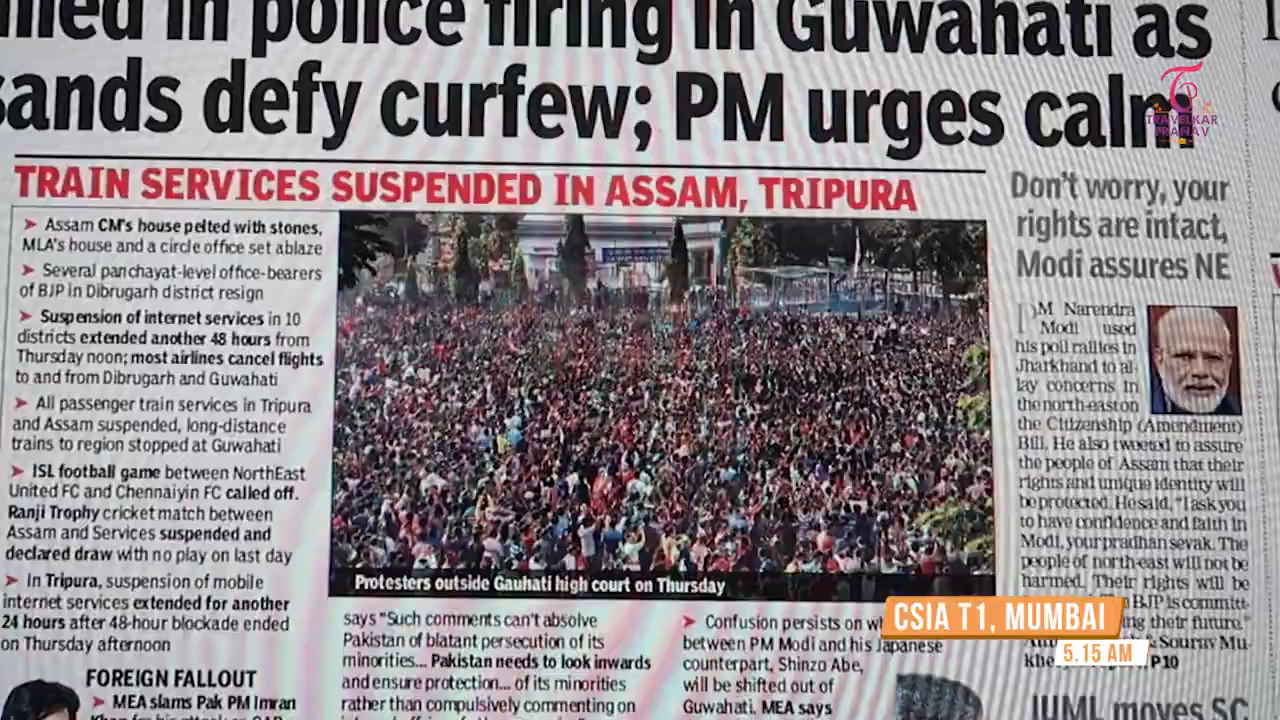 in police firing in Guwahati as
sands defy curfew; PM urges calm
TRAVELKAR
PRANAV
TRAIN SERVICES SUSPENDED IN ASSAM, TRIPURA
➤ Assam CM's house pelted with stones,
MLA's house and a circle office set ablaze
➤ Several panchayat-level office-bearers
of BJP in Dibrugarh district resign
➤ Suspension of internet services in 10
districts extended another 48 hours from
Thursday noon; most airlines cancel flights
to and from Dibrugarh and Guwahati
➤ All passenger train services in Tripura
and Assam suspended, long-distance
trains to region stopped at Guwahati
➤ ISL football game between NorthEast
United FC and Chennaiyin FC called off.
Ranji Trophy cricket match between
Assam and Services suspended and
declared draw with no play on last day
➤ In Tripura, suspension of mobile
internet services extended for another
24 hours after 48-hour blockade ended
on Thursday afternoon
FOREIGN FALLOUT
➤ MEA slams Pak PM Imran
Protesters outside Gauhati high court on Thursday
says "Such comments can't absolve
Pakistan of blatant persecution of its
minorities... Pakistan needs to look inwards
and ensure protection... of its minorities
rather than compulsively commenting on
➤ Confusion persists on
between PM Modi and his Japanese
counterpart, Shinzo Abe,
will be shifted out of
Guwahati. MEA says
Don't worry, your
rights are intact,
Modi assures NE
PM Narendra
Modi used
his poll rallies in
Jharkhand to al-
lay concerns in
the north-east on
the Citizenship (Amendment)
Bill. He also tweeted to assure
the people of Assam that their
rights and unique identity will
be protected. He said, "I ask you
to have confidence and faith in
Modi, your pradhan sevak. The
people of north-east will not be
harmed. Their rights will be
BJP is committ-
ing their future."
Sourav Mu-
P10
IUML moves SC
CSIA T1, MUMBAI
5.15 AM